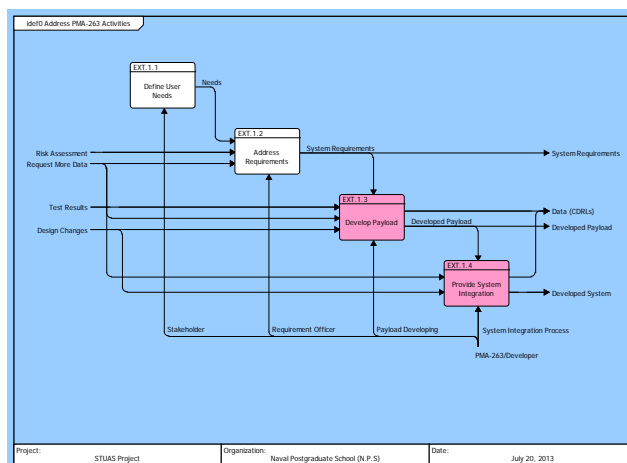 idef0 Address PMA-263 Activities
EXT.1.1
Define User
Needs
Needs
EXT.1.2
Address
Requirements
System Requirements
System Requirements
Risk Assessment
Request More Data
EXT.1.3
Develop Payload
Test Results
Design Changes
Data (CDRLs)
Developed Payload
Developed Payload
EXT.1.4
Provide System
Integration
Developed System
Stakeholder
Requirement Officer
Payload Developing
System Integration Process
PMA-263/Developer
Project:
STUAS Project
Organization:
Naval Postgraduate School (N.P.S)
Date:
July 20, 2013